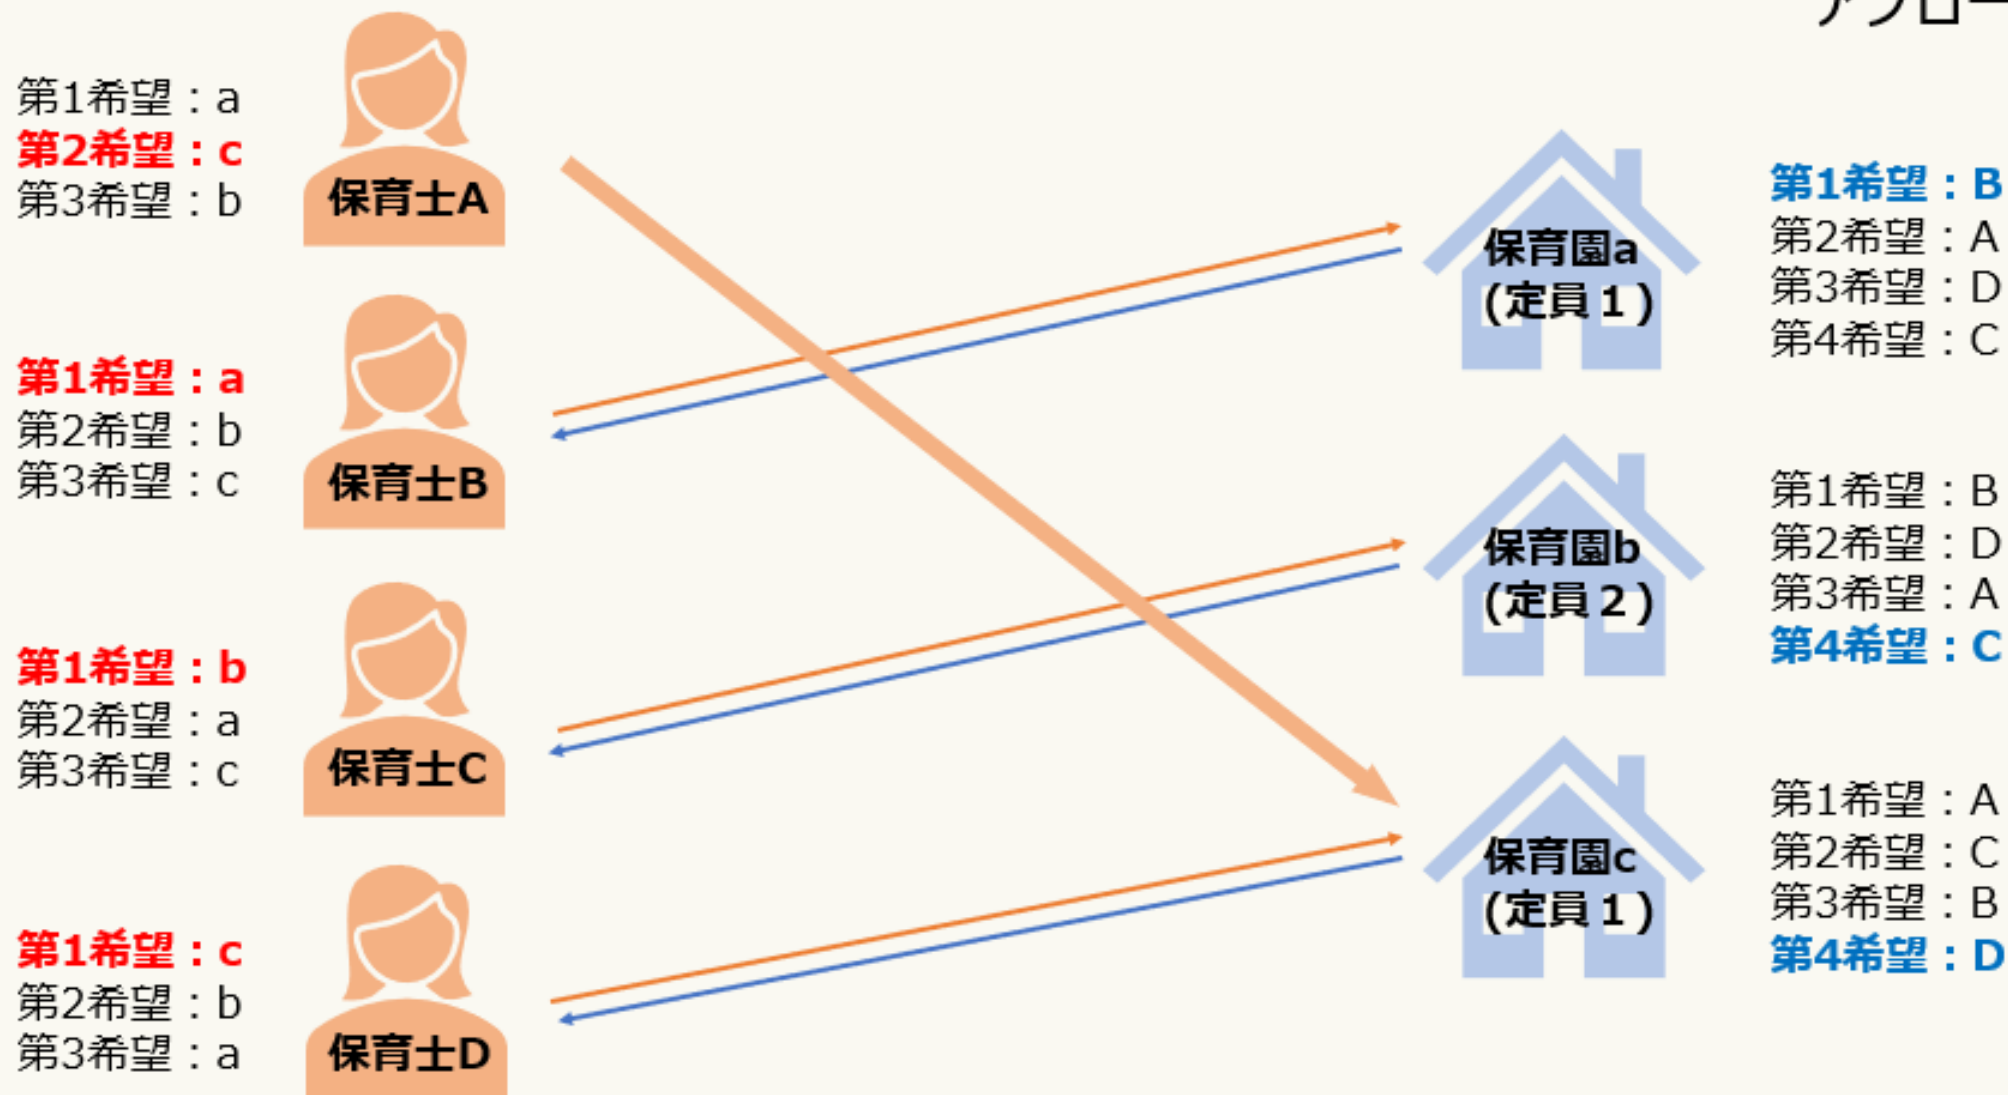 アプロー
第1希望：a
第2希望：c
第3希望：b
保育士A
第1希望：a
第2希望：b
第3希望：c
保育士B
第1希望：b
第2希望：a
第3希望：c
保育士C
第1希望：c
第2希望：b
第3希望：a
保育士D
保育園a
(定員１)
第1希望：B
第2希望：A
第3希望：D
第4希望：C
保育園b
(定員２)
第1希望：B
第2希望：D
第3希望：A
第4希望：C
保育園c
(定員１)
第1希望：A
第2希望：C
第3希望：B
第4希望：D